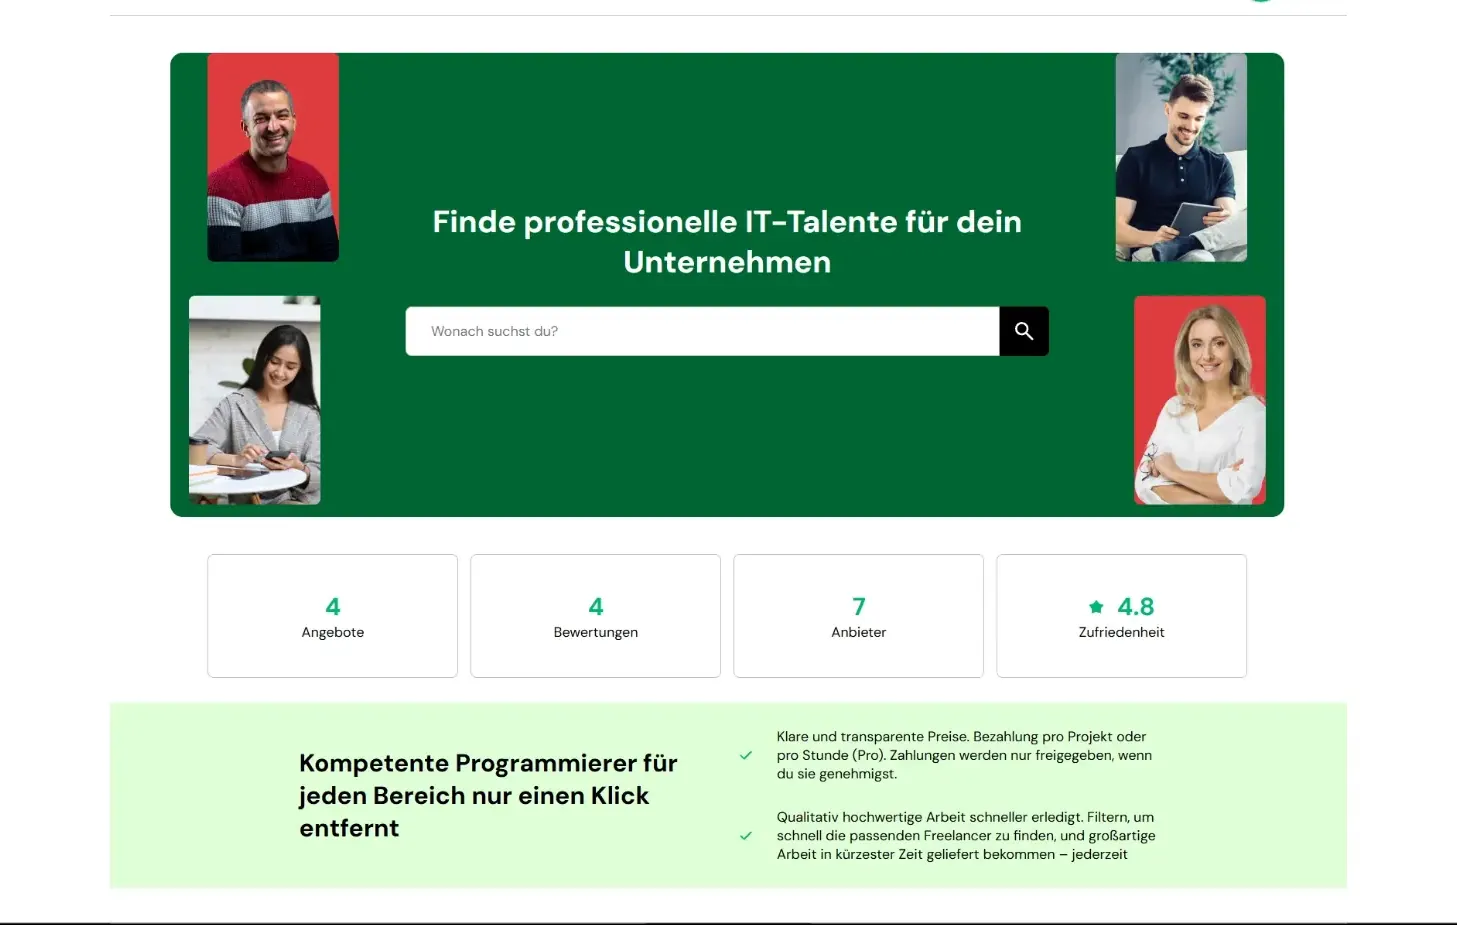 Finde professionelle IT-Talente für dein
Unternehmen
Wonach suchst du?
4
Angebote
4
Bewertungen
7
Anbieter
4.8
Zufriedenheit
Kompetente Programmierer für
jeden Bereich nur einen Klick
entfernt
Klare und transparente Preise. Bezahlung pro Projekt oder
pro Stunde (Pro). Zahlungen werden nur freigegeben, wenn
du sie genehmigst.
Qualitativ hochwertige Arbeit schneller erledigt. Filtern, um
schnell die passenden Freelancer zu finden, und großartige
Arbeit in kürzester Zeit geliefert bekommen – jederzeit